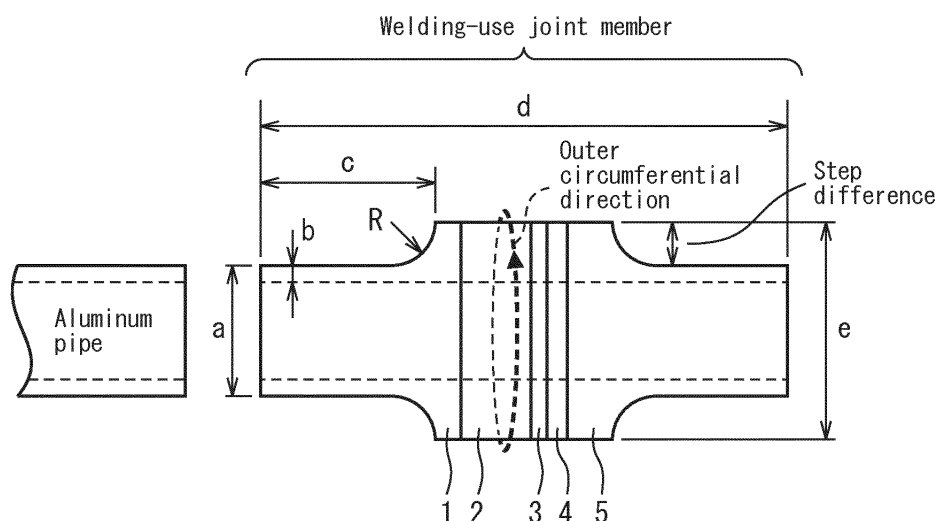 Welding-use joint member
d
c
Outer
circumferential
direction
Step
difference
b
R
Aluminum
pipe
a
e
1 2 3 4 5